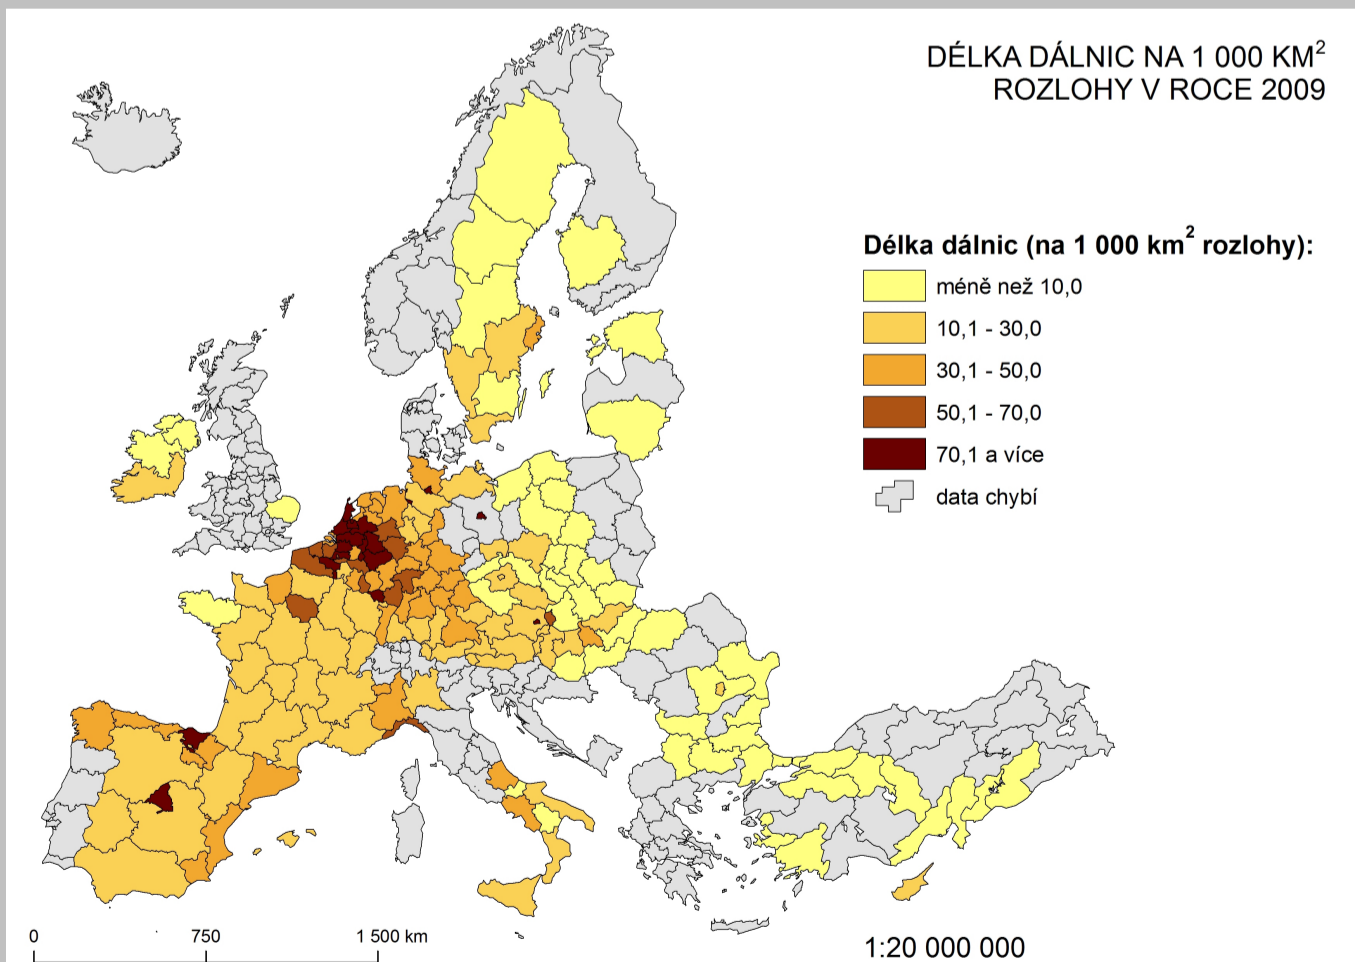 DÉLKA DÁLNIC NA 1 000 KM²
ROZLOHY V ROCE 2009
Délka dálnic (na 1 000 km² rozlohy):
méně než 10,0
10,1 - 30,0
30,1 - 50,0
50,1 - 70,0
70,1 a více
data chybí
0 750 1 500 km
1:20 000 000